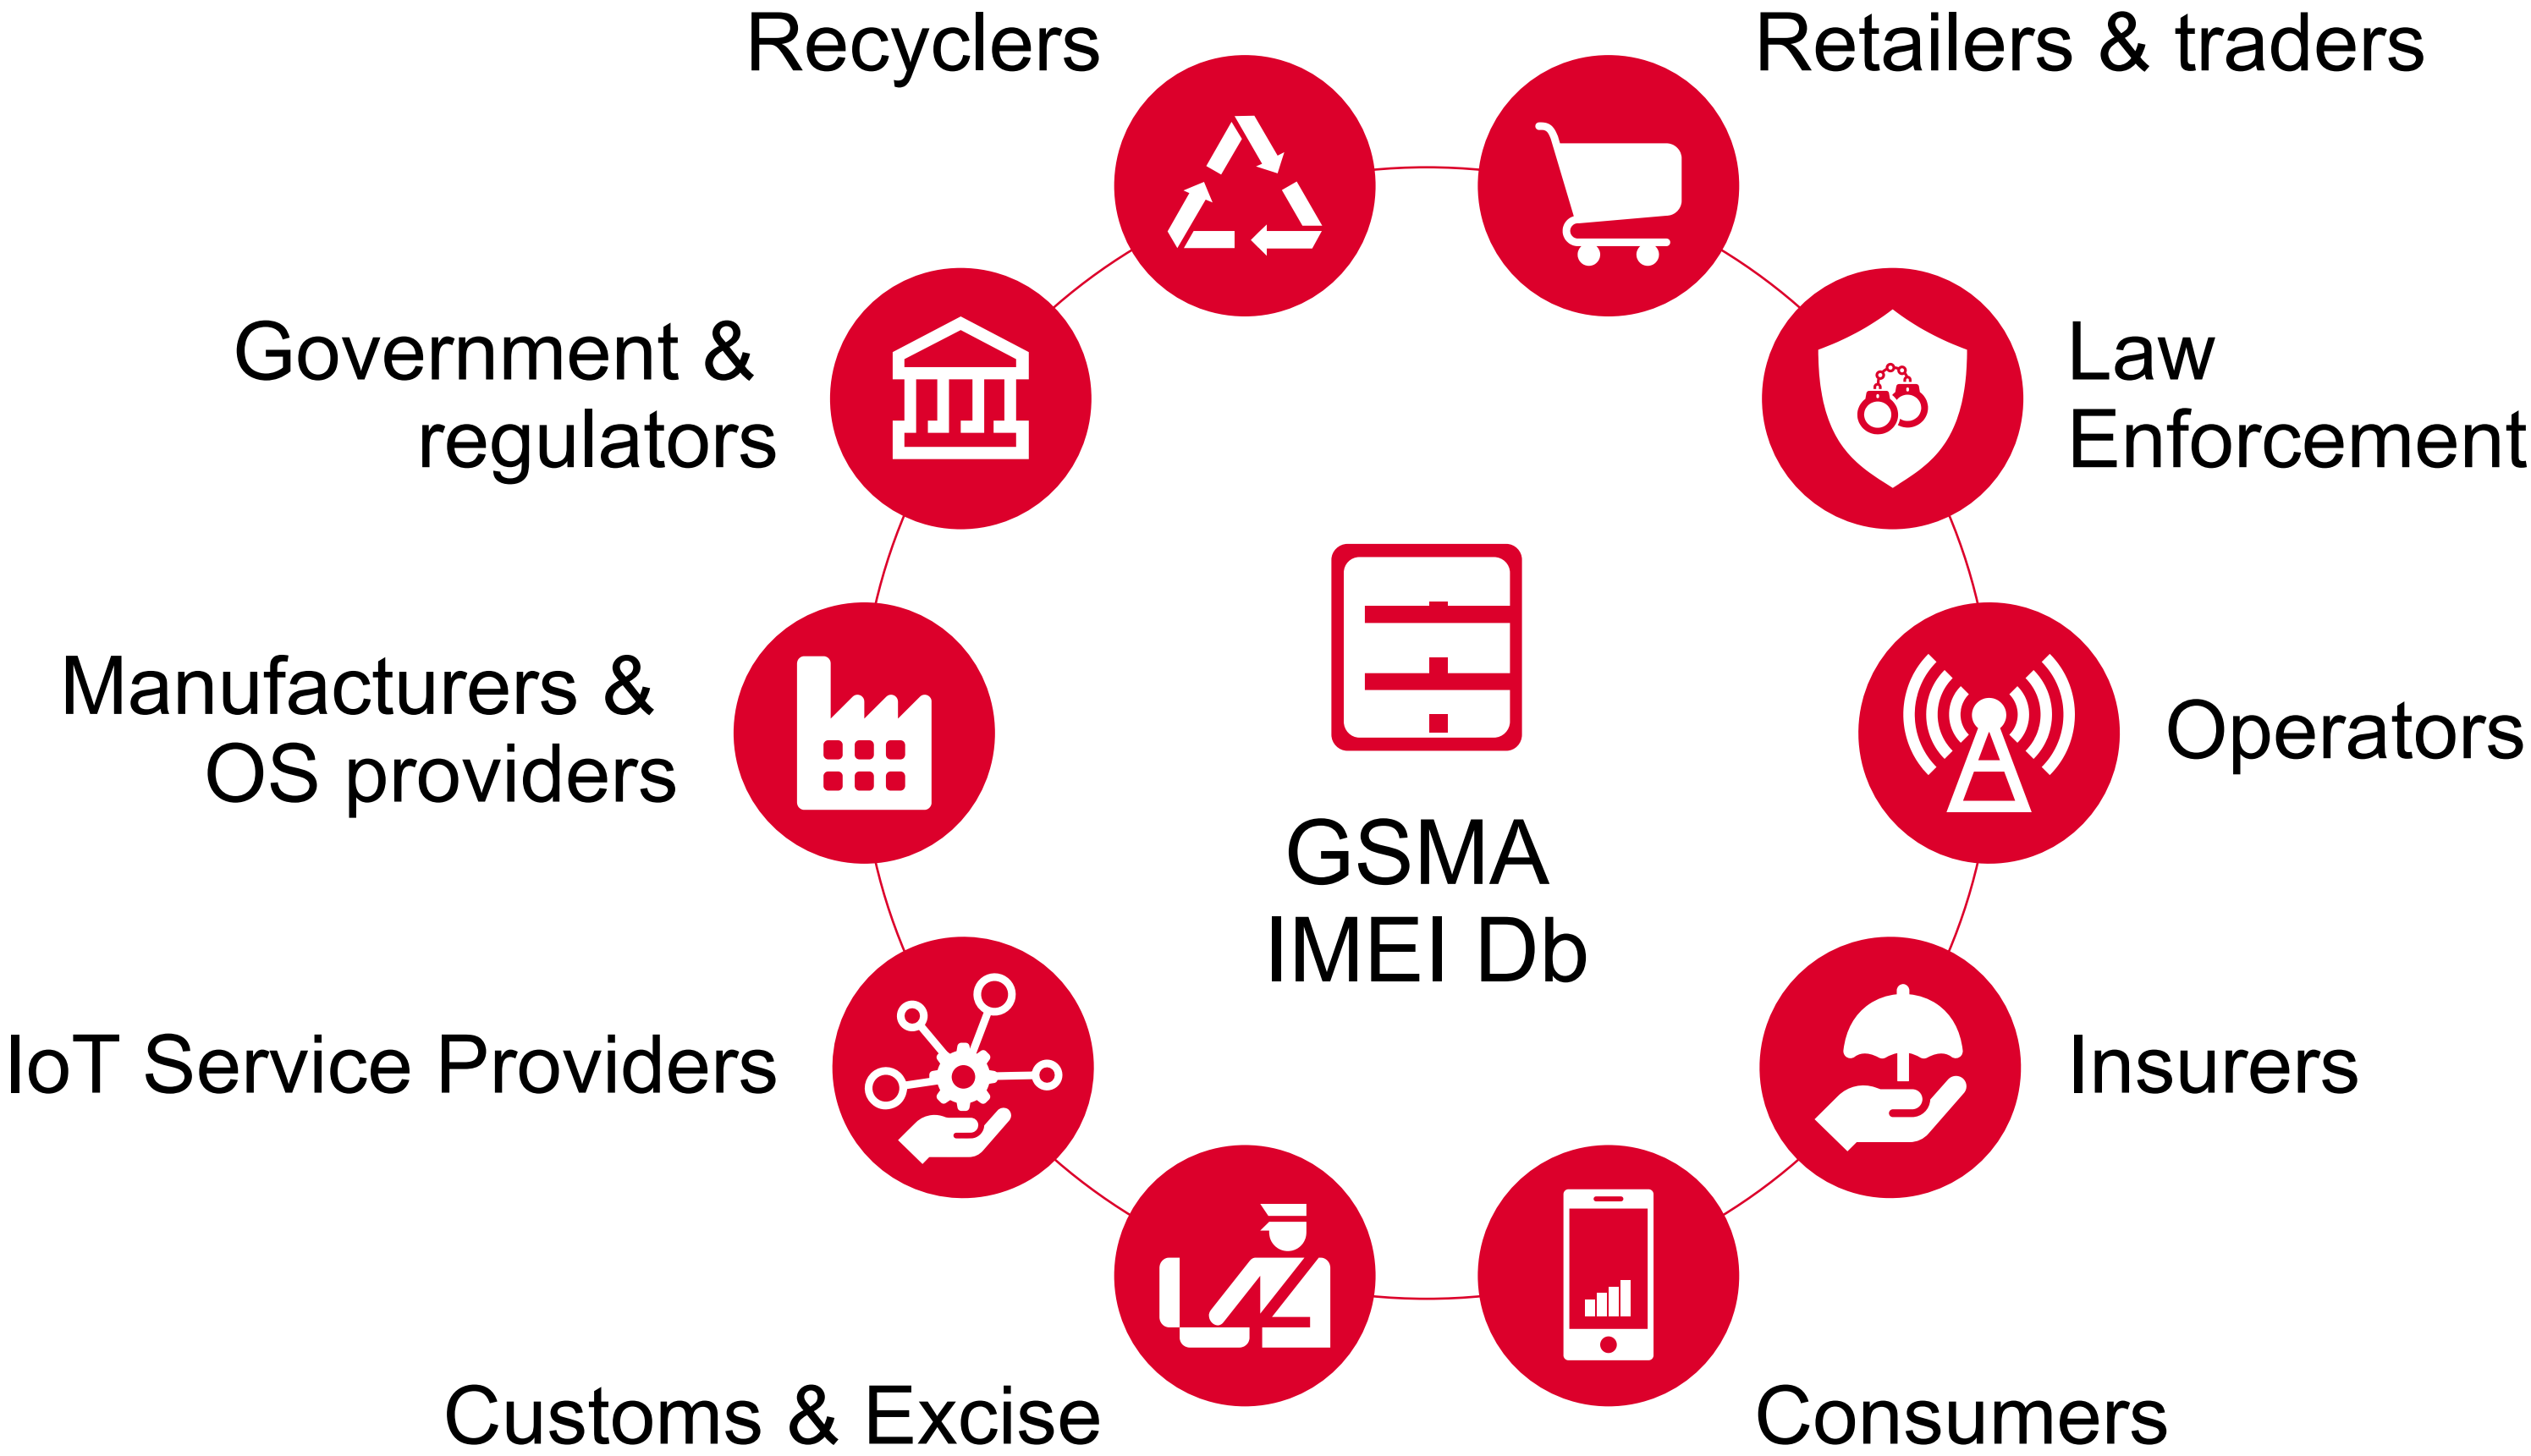 Recyclers
Retailers & traders
Government &
regulators
Law
Enforcement
Manufacturers &
OS providers
Operators
GSMA
IMEI Db
IoT Service Providers
Insurers
Customs & Excise
Consumers